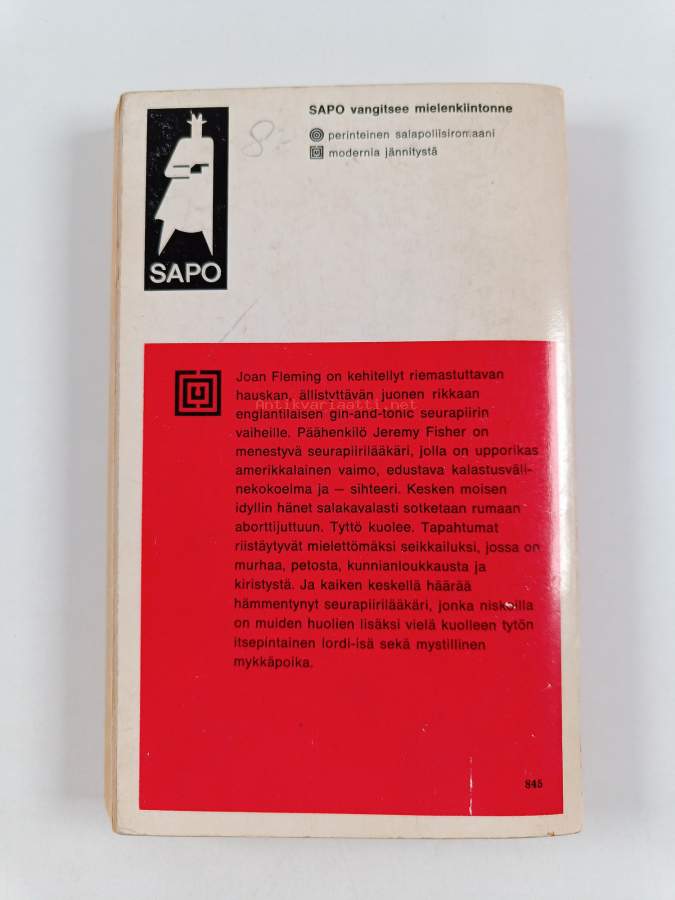 SAPO vangitsee mielenkiintonne
perinteinen salapoliisiromaani
modernia jännitystä
8:-
SAPO
Joan Fleming on kehitellyt riemastuttavan
hauskan, ällistyttävän juonen rikkaan
Antikvariaatti.net
englantilaisen gin-and-tonic seurapiirin
vaiheille. Päähenkilö Jeremy Fisher on
menestyvä seurapiirilääkäri, jolla on upporikas
amerikkalainen vaimo, edustava kalastusväli-
nekokoelma ja — sihteeri. Kesken moisen
idyllin hänet salakavalasti sotketaan rumaan
aborttijuttuun. Tyttö kuolee. Tapahtumat
riistäytyvät mielettömäksi seikkailuksi, jossa on
murhaa, petosta, kunnianloukkausta ja
kiristystä. Ja kaiken keskellä häärää
hämmentynyt seurapiirilääkäri, jonka niskoilla
on muiden huolien lisäksi vielä kuolleen tytön
itsepintainen lordi-isä sekä mystillinen
mykkäpoika.
845